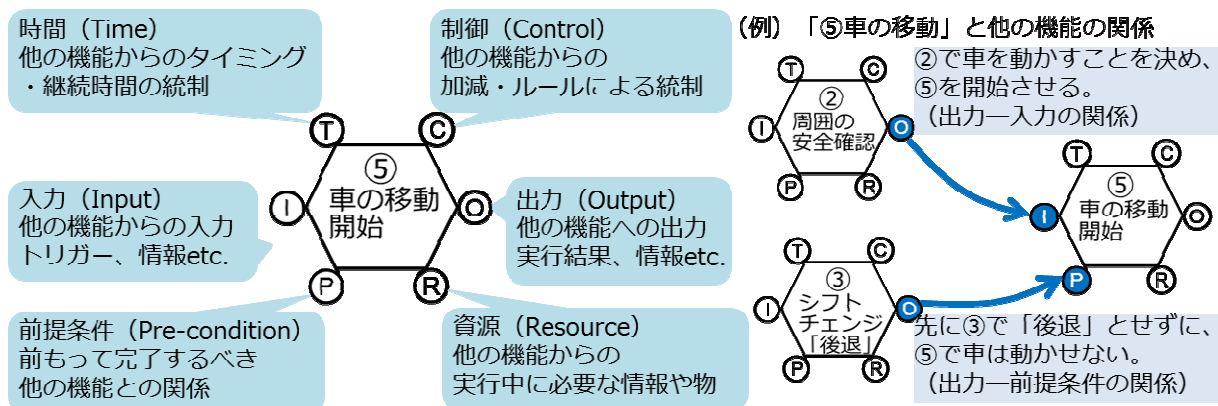 時間（Time）
他の機能からのタイミング
・継続時間の統制
制御（Control）
他の機能からの
加減・ルールによる統制
T
C
⑤
車の移動
開始
I
O
P
R
入力（Input）
他の機能からの入力
トリガー、情報etc.
出力（Output）
他の機能への出力
実行結果、情報etc.
前提条件（Pre-condition）
前もって完了するべき
他の機能との関係
資源（Resource）
他の機能からの
実行中に必要な情報や物
（例）「⑤車の移動」と他の機能の関係
T
C
②
周囲の
安全確認
I
O
P
R
②で車を動かすことを決め、
⑤を開始させる。
（出力―入力の関係）
T
C
⑤
車の移動
開始
I
O
P
R
T
C
③
シフト
チェンジ
「後退」
I
O
P
R
先に③で「後退」とせずに、
⑤で車は動かせない。
（出力―前提条件の関係）